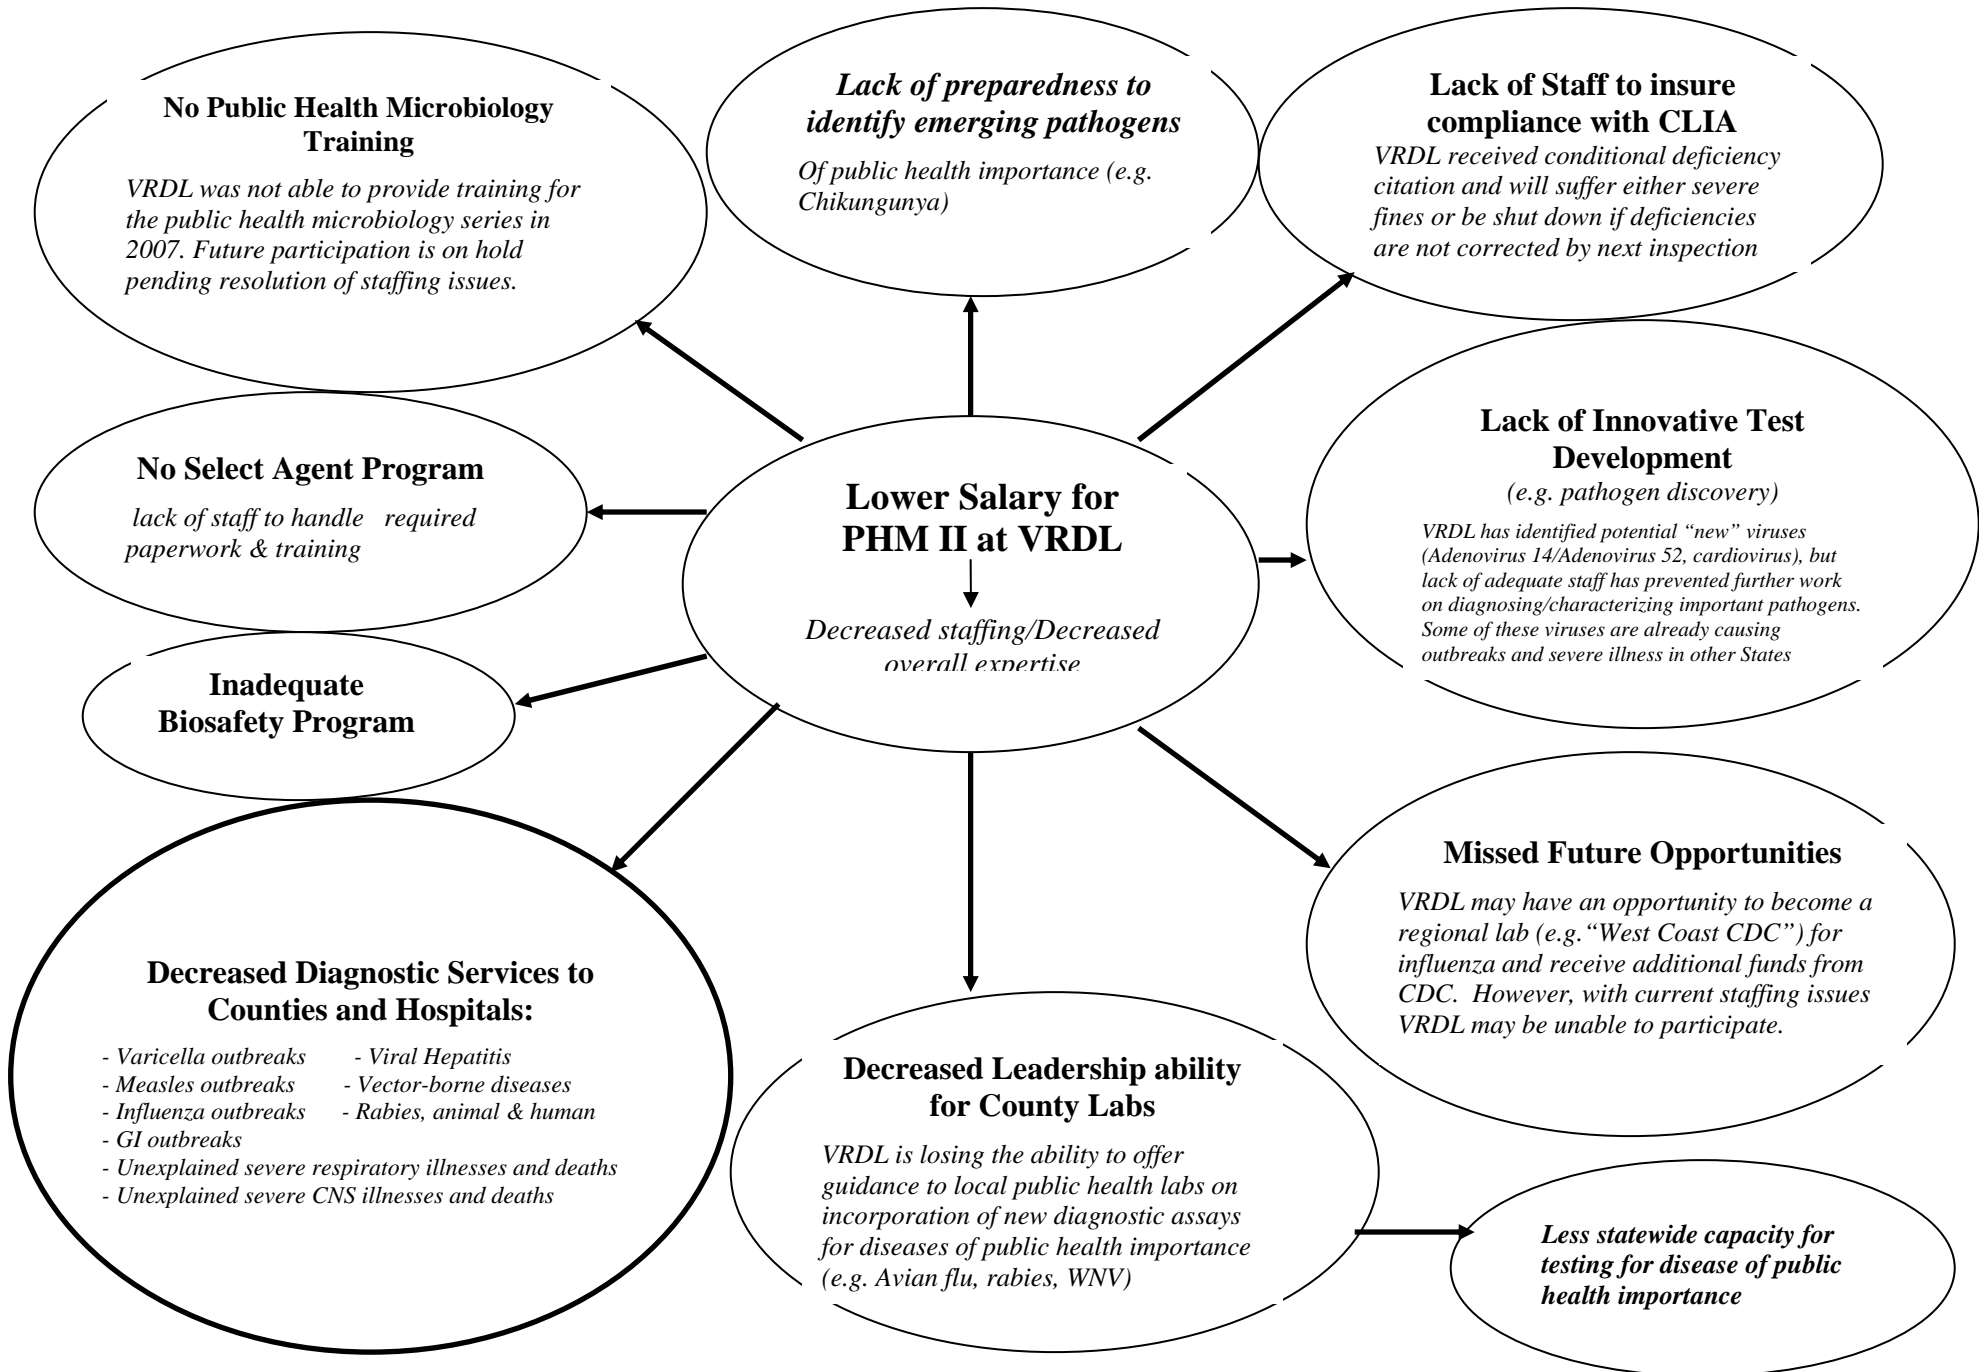 No Public Health Microbiology
Training
VRDL was not able to provide training for
the public health microbiology series in
2007. Future participation is on hold
pending resolution of staffing issues.
Lack of preparedness to
identify emerging pathogens
Of public health importance (e.g.
Chikungunya)
Lack of Staff to insure
compliance with CLIA
VRDL received conditional deficiency
citation and will suffer either severe
fines or be shut down if deficiencies
are not corrected by next inspection
No Select Agent Program
lack of staff to handle required
paperwork & training
Lower Salary for
PHM II at VRDL
Decreased staffing/Decreased
overall expertise
Lack of Innovative Test
Development
(e.g. pathogen discovery)
VRDL has identified potential “new” viruses
(Adenovirus 14/Adenovirus 52, cardiovirus), but
lack of adequate staff has prevented further work
on diagnosing/characterizing important pathogens.
Some of these viruses are already causing
outbreaks and severe illness in other States
Inadequate
Biosafety Program
Decreased Diagnostic Services to
Counties and Hospitals:
- Varicella outbreaks - Viral Hepatitis
- Measles outbreaks - Vector-borne diseases
- Influenza outbreaks - Rabies, animal & human
- GI outbreaks
- Unexplained severe respiratory illnesses and deaths
- Unexplained severe CNS illnesses and deaths
Decreased Leadership ability
for County Labs
VRDL is losing the ability to offer
guidance to local public health labs on
incorporation of new diagnostic assays
for diseases of public health importance
(e.g. Avian flu, rabies, WNV)
Missed Future Opportunities
VRDL may have an opportunity to become a
regional lab (e.g.“West Coast CDC”) for
influenza and receive additional funds from
CDC. However, with current staffing issues
VRDL may be unable to participate.
Less statewide capacity for
testing for disease of public
health importance